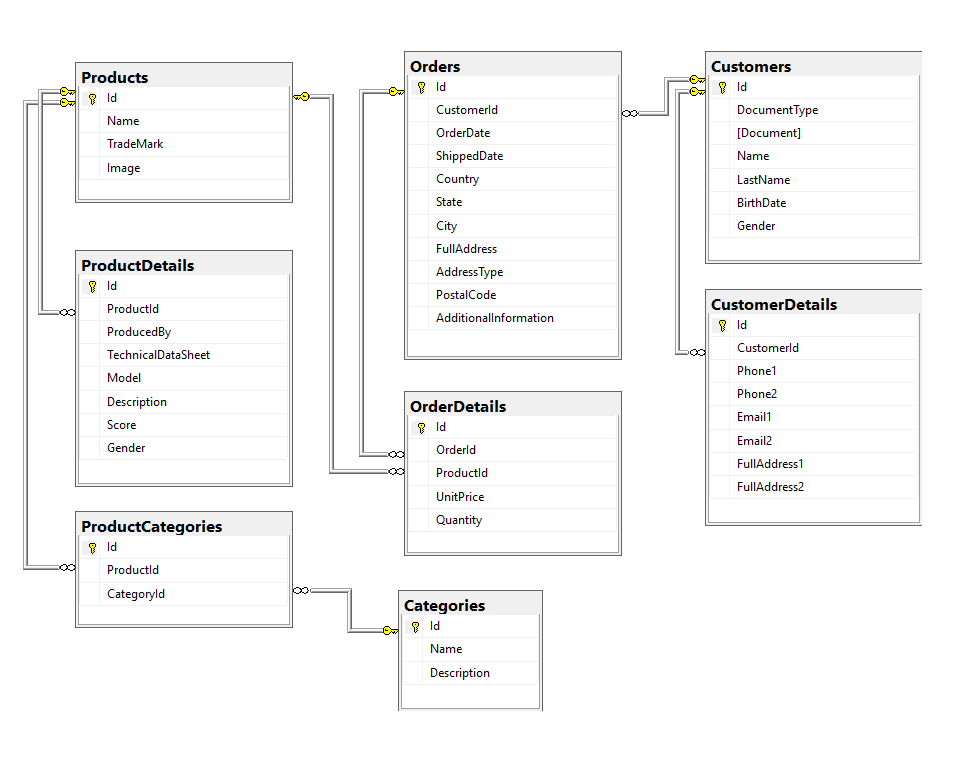 Products
Id
Name
TradeMark
Image
ProductDetails
Id
ProductId
ProducedBy
TechnicalDataSheet
Model
Description
Score
Gender
ProductCategories
Id
ProductId
CategoryId
Orders
Id
CustomerId
OrderDate
ShippedDate
Country
State
City
FullAddress
AddressType
PostalCode
AdditionalInformation
OrderDetails
Id
OrderId
ProductId
UnitPrice
Quantity
Categories
Id
Name
Description
Customers
Id
DocumentType
[Document]
Name
LastName
BirthDate
Gender
CustomerDetails
Id
CustomerId
Phone1
Phone2
Email1
Email2
FullAddress1
FullAddress2